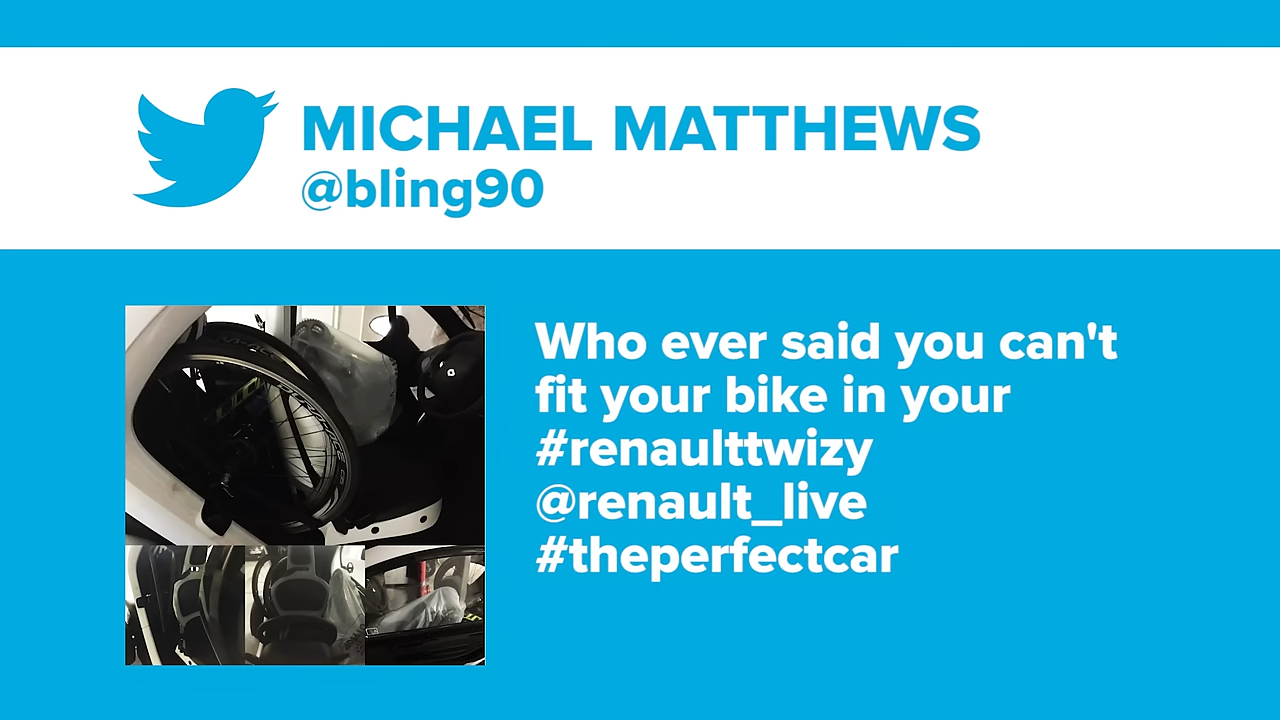 MICHAEL MATTHEWS
@bling90
Who ever said you can't
fit your bike in your
#renaulttwizy
@renault_live
#theperfectcar